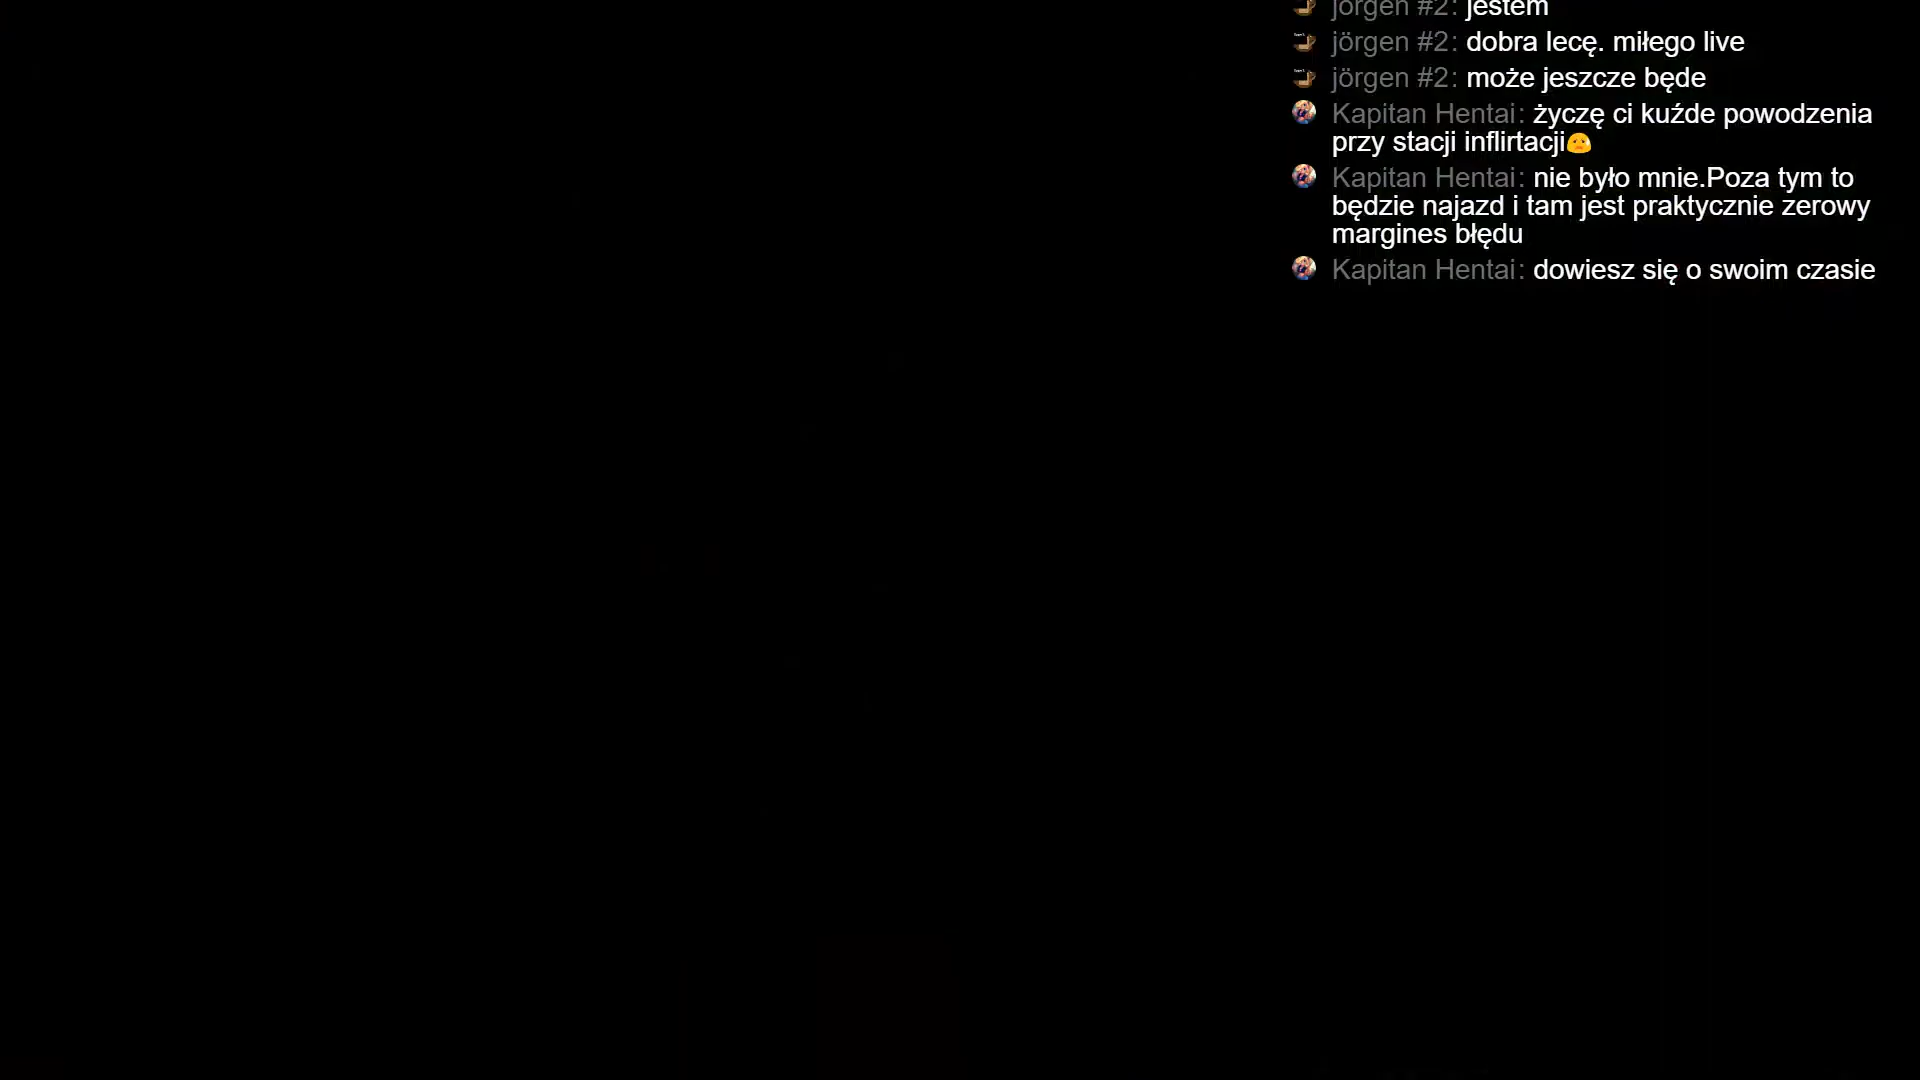 jörgen #2: jestem
jörgen #2: dobra lecę. miłego live
jörgen #2: może jeszcze będe
Kapitan Hentai: życzę ci kuźde powodzenia
przy stacji inflirtacji
Kapitan Hentai: nie było mnie.Poza tym to
będzie najazd i tam jest praktycznie zerowy
margines błędu
Kapitan Hentai: dowiesz się o swoim czasie